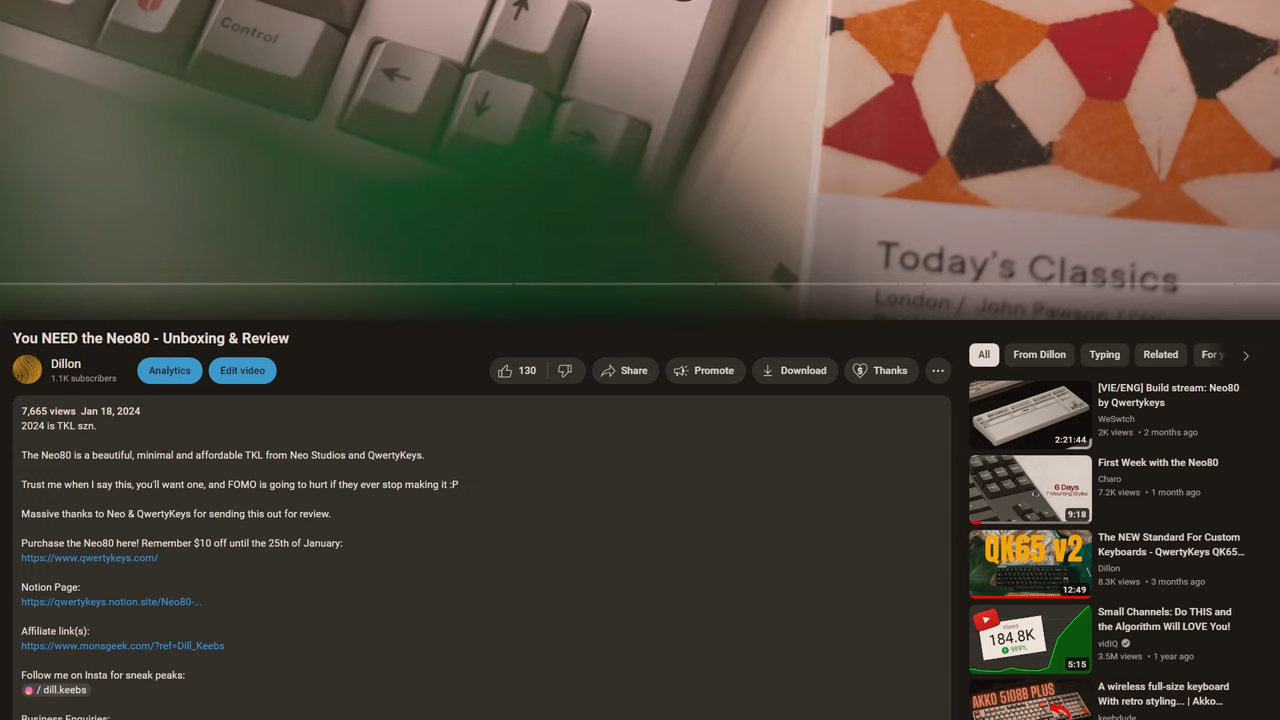 Control
Today's Classics
London / John Pawson /
You NEED the Neo80 - Unboxing & Review
Dillon
1.1K subscribers
Analytics
Edit video
130
Share
Promote
Download
Thanks
7,665 views Jan 18, 2024
2024 is TKL szn.
The Neo80 is a beautiful, minimal and affordable TKL from Neo Studios and QwertyKeys.
Trust me when I say this, you'll want one, and FOMO is going to hurt if they ever stop making it :P
Massive thanks to Neo & QwertyKeys for sending this out for review.
Purchase the Neo80 here! Remember $10 off until the 25th of January:
https://www.qwertykeys.com/
Notion Page:
https://qwertykeys.notion.site/Neo80-...
Affiliate link(s):
https://www.monsgeek.com/?ref=Dill_Keebs
Follow me on Insta for sneak peaks:
/ dill.keebs
Business Enquiries:
All
From Dillon
Typing
Related
For y
[VIE/ENG] Build stream: Neo80
by Qwertykeys
WeSwtch
2K views • 2 months ago
2:21:44
First Week with the Neo80
Charo
7.2K views • 1 month ago
6 Days
7 Mounting Styles
9:18
The NEW Standard For Custom
Keyboards - QwertyKeys QK65...
Dillon
8.3K views • 3 months ago
QK65 v2
12:49
Small Channels: Do THIS and
the Algorithm Will LOVE You!
vidIQ
3.5M views • 1 year ago
Views
184.8K
999%
5:15
A wireless full-size keyboard
With retro styling... | Akko...
keebdude
AKKO 5108B PLUS